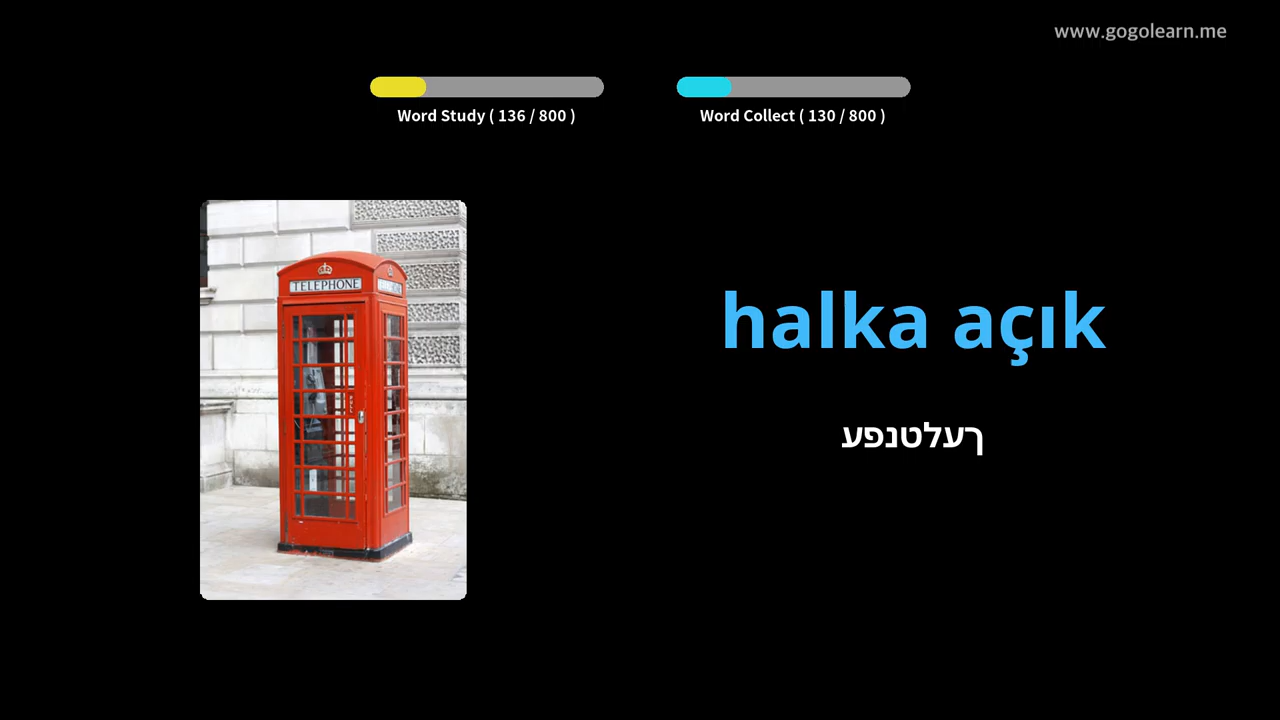 www.gogolearn.me
Word Study ( 136 / 800 )
Word Collect ( 130 / 800 )
TELEPHONE
halka açık
ךעלטנפע